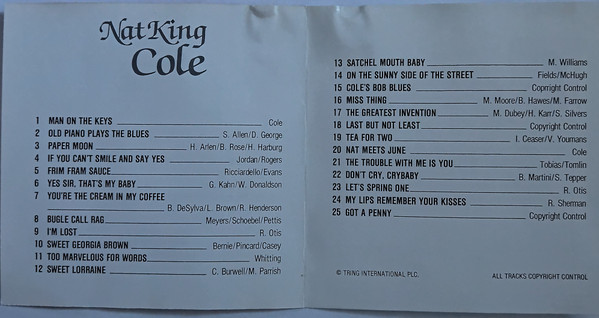 Nat King
Cole
1 MAN ON THE KEYS Cole
2 OLD PIANO PLAYS THE BLUES S. Allen/D. George
3 PAPER MOON H. Arlen/B. Rose/H. Harburg
4 IF YOU CAN'T SMILE AND SAY YES Jordan/Rogers
5 FRIM FRAM SAUCE Ricciardello/Evans
6 YES SIR, THAT'S MY BABY G. Kahn/W. Donaldson
7 YOU'RE THE CREAM IN MY COFFEE
B. DeSylva/L. Brown/R. Henderson
8 BUGLE CALL RAG Meyers/Schoebel/Pettis
9 I'M LOST R. Otis
10 SWEET GEORGIA BROWN Bernie/Pincard/Casey
11 TOO MARVELOUS FOR WORDS Whitting
12 SWEET LORRAINE C. Burwell/M. Parrish
13 SATCHEL MOUTH BABY M. Williams
14 ON THE SUNNY SIDE OF THE STREET Fields/McHugh
15 COLE'S BOB BLUES Copyright Control
16 MISS THING M. Moore/B. Hawes/M. Farrow
17 THE GREATEST INVENTION M. Dubey/H. Karr/S. Silvers
18 LAST BUT NOT LEAST Copyright Control
19 TEA FOR TWO I. Ceaser/V. Youmans
20 NAT MEETS JUNE Cole
21 THE TROUBLE WITH ME IS YOU Tobias/Tomlin
22 DON'T CRY, CRYBABY B. Martini/S. Tepper
23 LET'S SPRING ONE R. Otis
24 MY LIPS REMEMBER YOUR KISSES R. Sherman
25 GOT A PENNY Copyright Control
© TRING INTERNATIONAL PLC. ALL TRACKS COPYRIGHT CONTROL